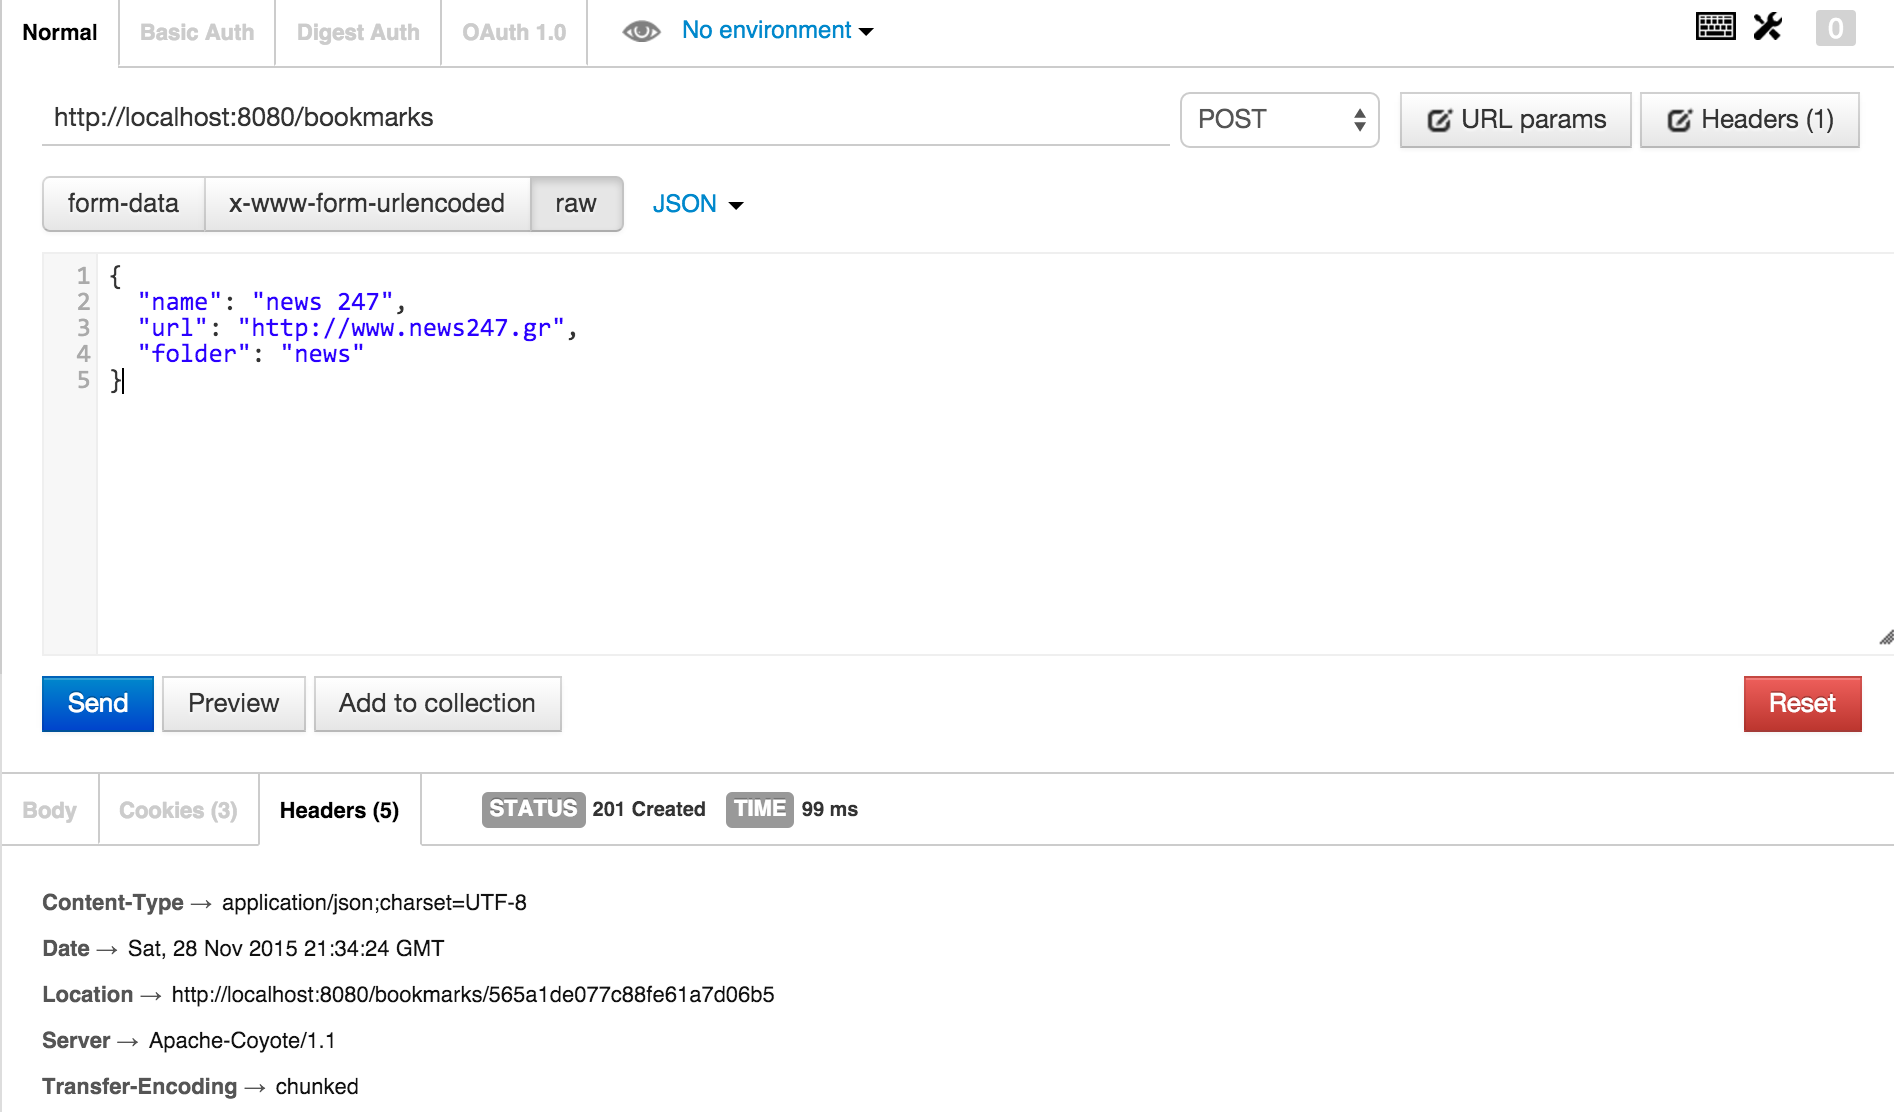 Normal Basic Auth Digest Auth OAuth 1.0 No environment 0
http://localhost:8080/bookmarks POST URL params Headers (1)
form-data x-www-form-urlencoded raw JSON
1 {
2 "name": "news 247",
3 "url": "http://www.news247.gr",
4 "folder": "news"
5 }
Send Preview Add to collection Reset
Body Cookies (3) Headers (5) STATUS 201 Created TIME 99 ms
Content-Type → application/json;charset=UTF-8
Date → Sat, 28 Nov 2015 21:34:24 GMT
Location → http://localhost:8080/bookmarks/565a1de077c88fe61a7d06b5
Server → Apache-Coyote/1.1
Transfer-Encoding → chunked